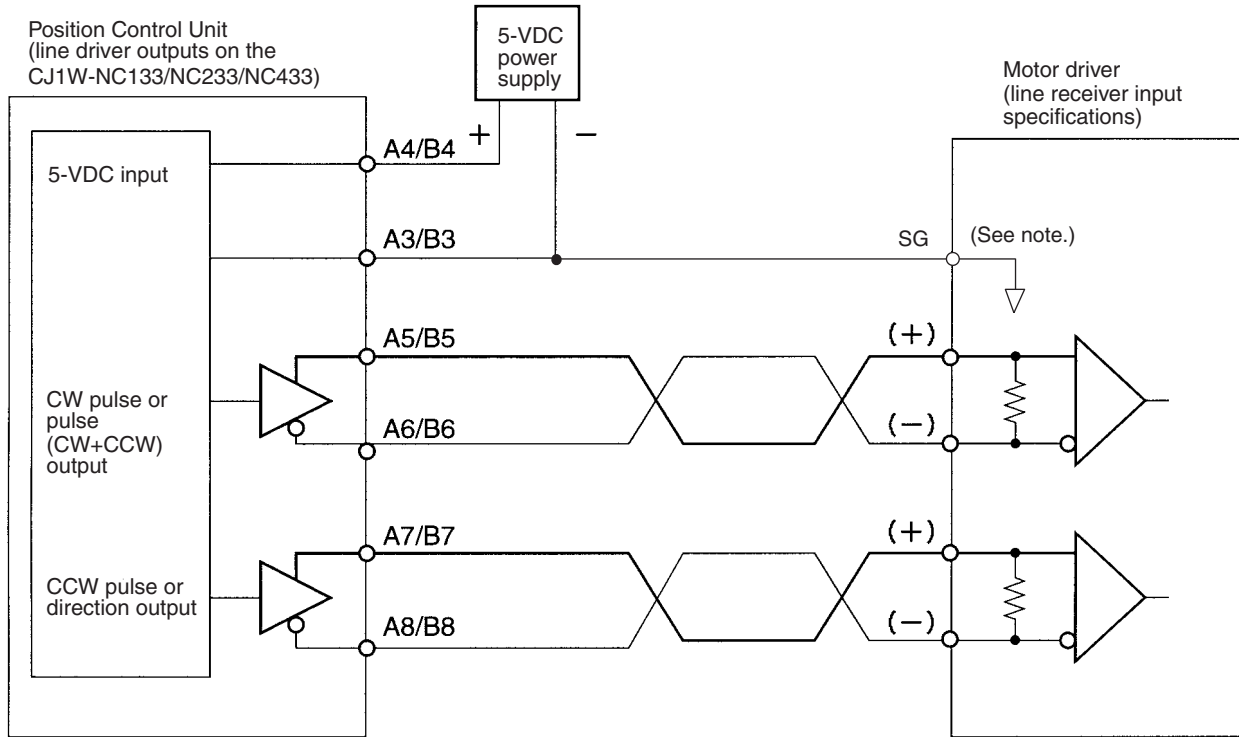 Position Control Unit
(line driver outputs on the
CJ1W-NC133/NC233/NC433)
5-VDC
power
supply
Motor driver
(line receiver input
specifications)
+
−
A4/B4
5-VDC input
A3/B3
SG
(See note.)
A5/B5
(+)
CW pulse or
pulse
(CW+CCW)
output
A6/B6
(−)
A7/B7
(+)
CCW pulse or
direction output
A8/B8
(−)